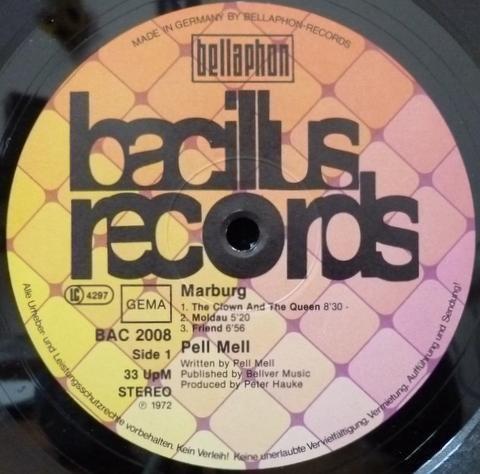 MADE IN GERMANY BY BELLAPHON-RECORDS
bellaphon
bacillus
records
LC 4297
GEMA
BAC 2008
Side 1
33 UpM
STEREO
℗ 1972
Marburg
1. The Clown And The Queen 8'30 -
2. Moldau 5'20
3. Friend 6'56
Pell Mell
Written by Pell Mell
Published by Bellver Music
Produced by Peter Hauke
Alle Urheber- und Leistungsschutzrechte vorbehalten. Kein Verleih! Keine unerlaubte Vervielfältigung, Vermietung, Aufführung und Sendung!